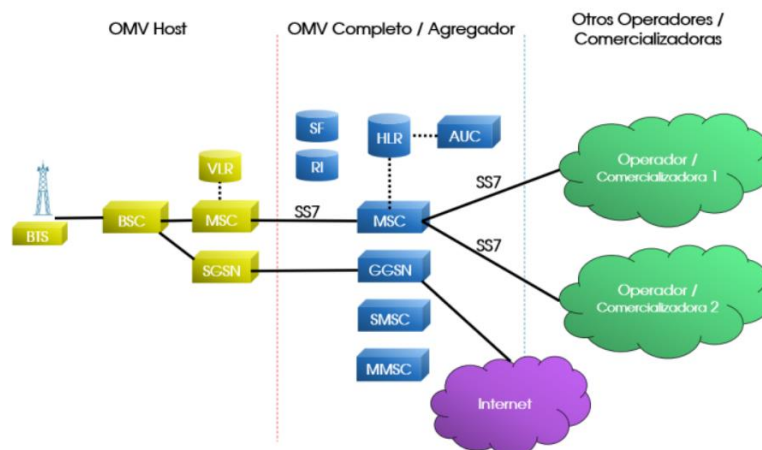 OMV Host
OMV Completo / Agregador
Otros Operadores /
Comercializadoras
SF
HLR
AUC
VLR
RI
Operador /
Comercializadora 1
SS7
BTS
BSC
MSC
SS7
MSC
SS7
SGSN
GGSN
Operador /
Comercializadora 2
SMSC
MMSC
Internet